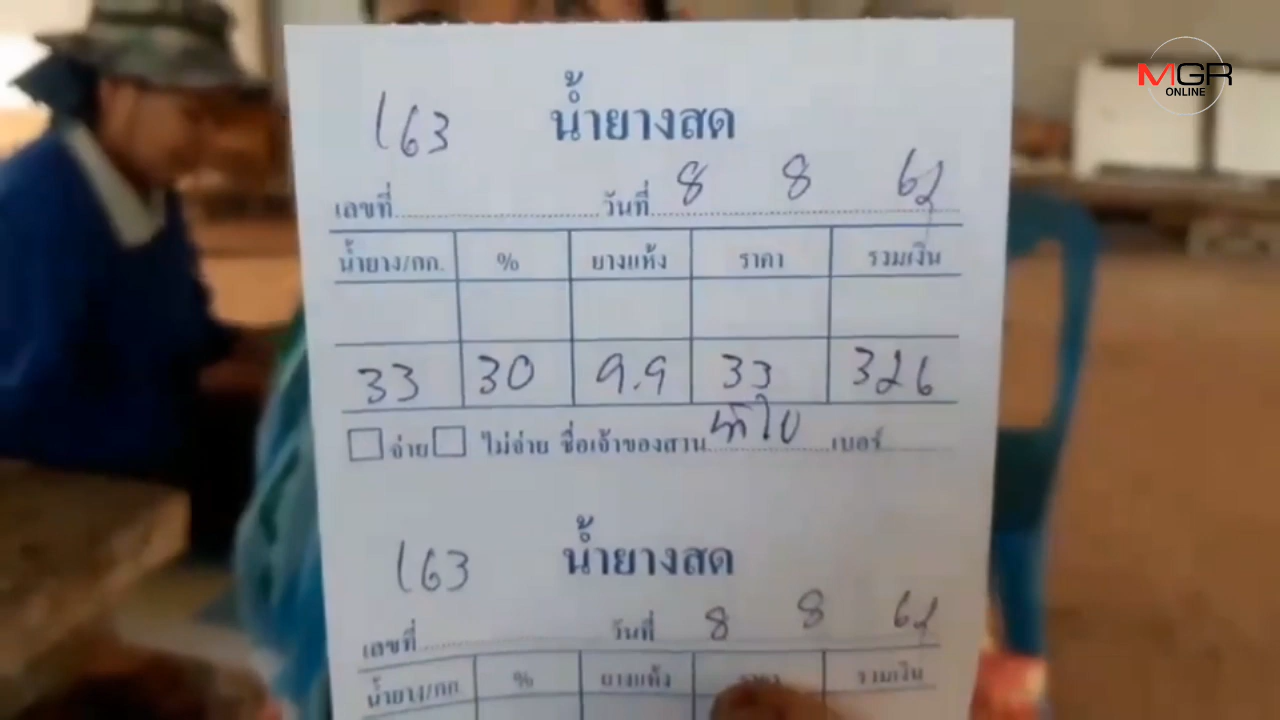 MGR
ONLINE
163 น้ำยางสด
เลขที่ วันที่ 8 8 62
น้ำยาง/กก. % ยางแห้ง ราคา รวมเงิน
33 30 9.9 33 326
จ่าย ไม่จ่าย ชื่อเจ้าของสวน เบอร์
163 น้ำยางสด
เลขที่ วันที่ 8 8 62
น้ำยาง/กก. % ยางแห้ง ราคา รวมเงิน